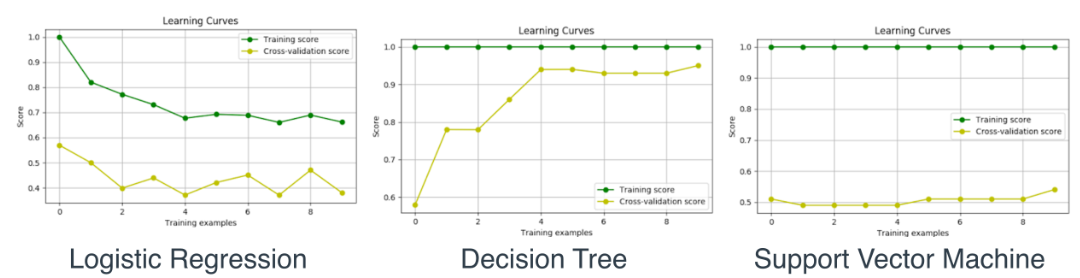 Learning Curves
Training score
Cross-validation score
1.0
0.9
0.8
0.7
0.6
0.5
0.4
Score
0 2 4 6 8
Training examples
Logistic Regression
Learning Curves
1.0
0.9
0.8
0.7
0.6
Score
Training score
Cross-validation score
0 2 4 6 8
Training examples
Decision Tree
Learning Curves
1.0
0.9
0.8
0.7
0.6
0.5
Score
Training score
Cross-validation score
0 2 4 6 8
Training examples
Support Vector Machine